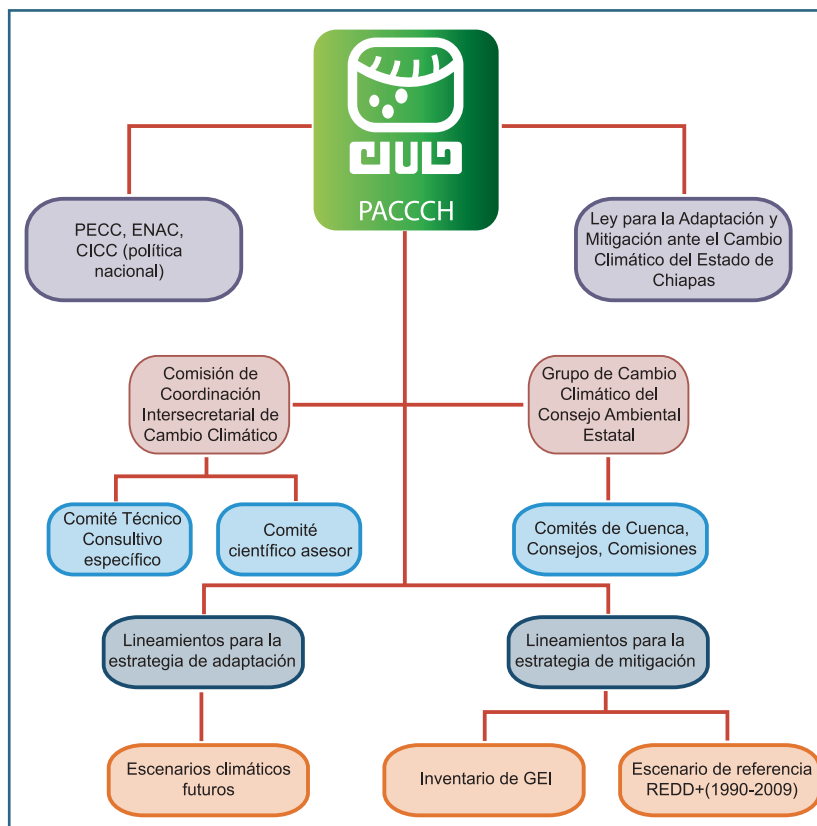 PACCCH
PECC, ENAC,
CICC (política
nacional)
Ley para la Adaptación y
Mitigación ante el Cambio
Climático del Estado de
Chiapas
Comisión de
Coordinación
Intersecretarial de
Cambio Climático
Grupo de Cambio
Climático del
Consejo Ambiental
Estatal
Comité Técnico
Consultivo
específico
Comité
científico asesor
Comités de Cuenca,
Consejos, Comisiones
Lineamientos para la
estrategia de adaptación
Lineamientos para la
estrategia de mitigación
Escenarios climáticos
futuros
Inventario de GEI
Escenario de referencia
REDD+(1990-2009)